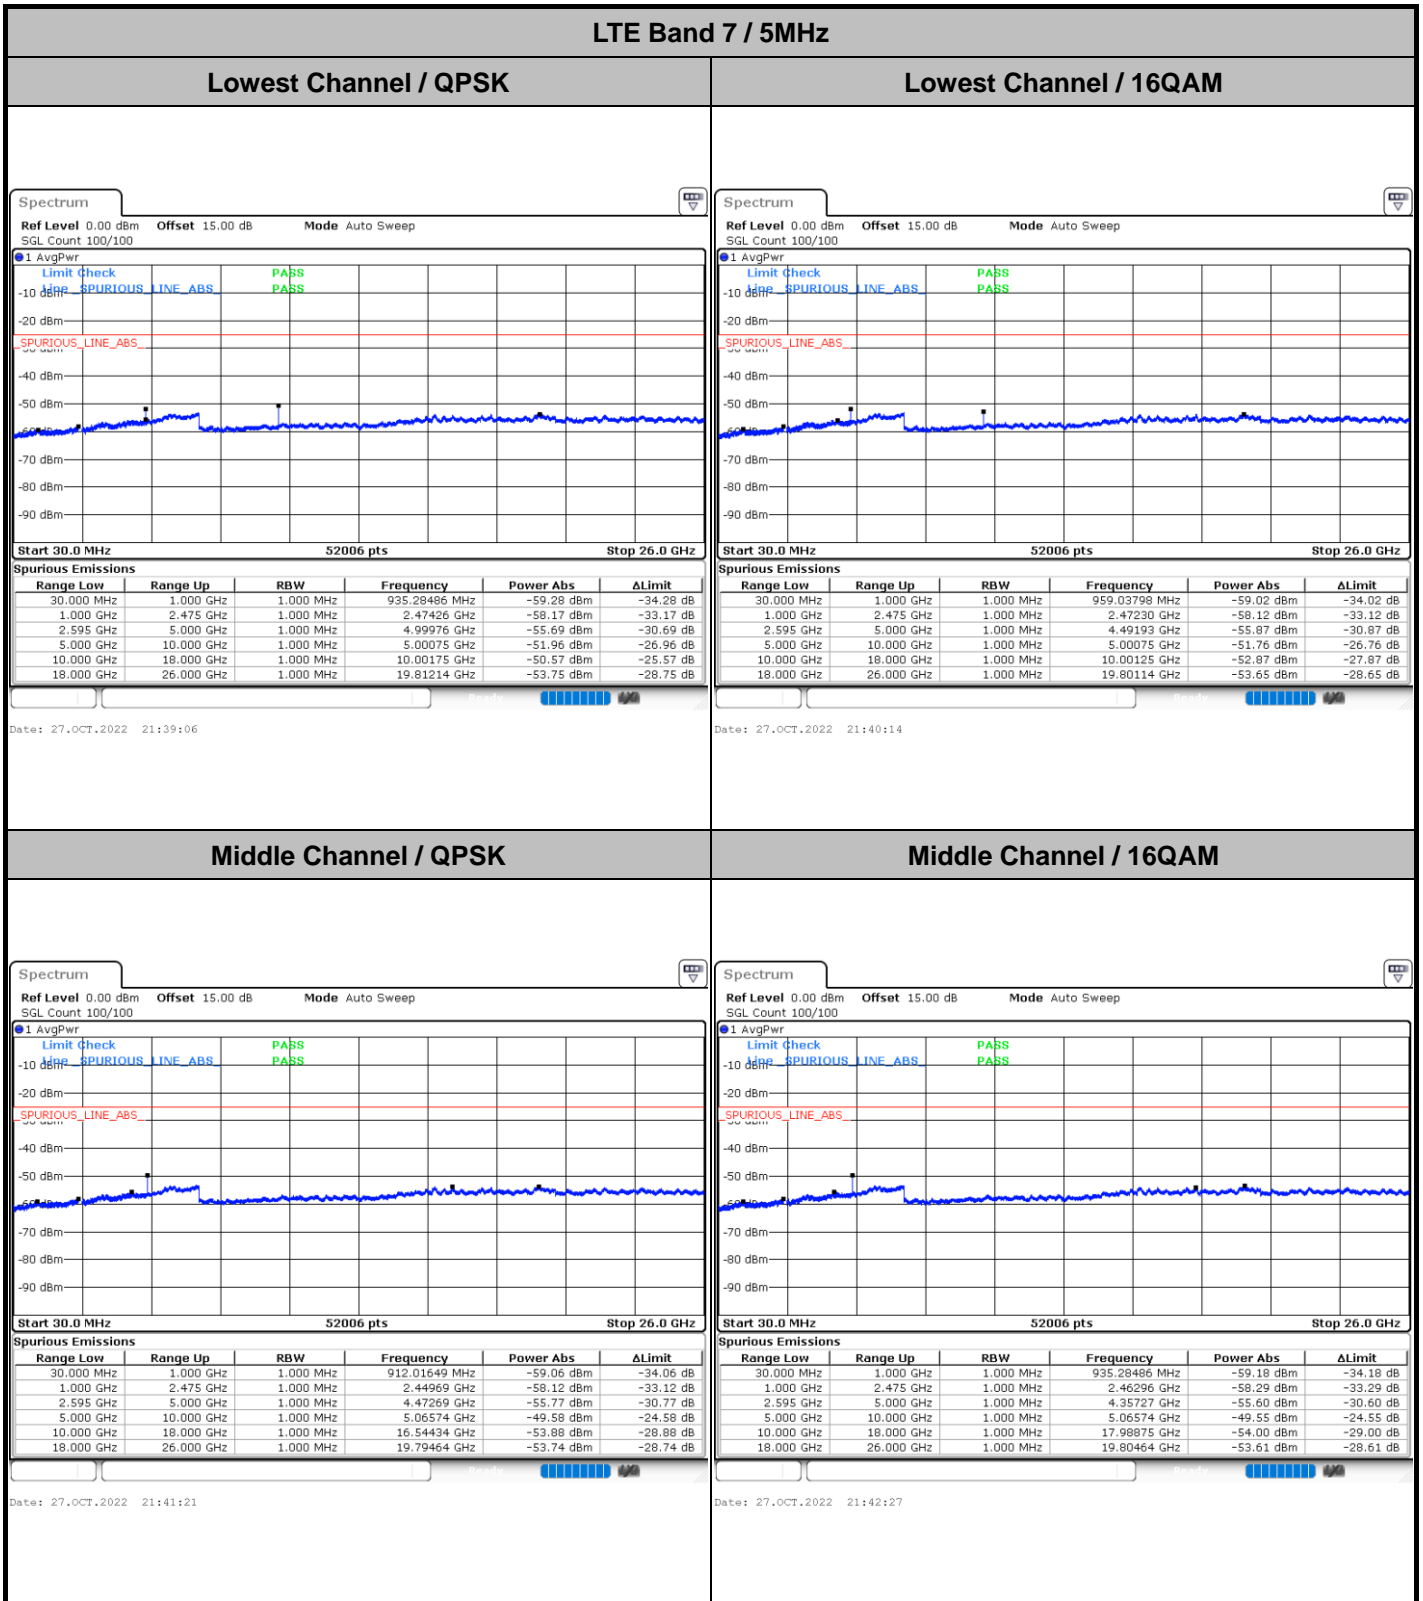 LTE Band 7 / 5MHz
Lowest Channel / QPSK
Lowest Channel / 16QAM
Spectrum
Ref Level 0.00 dBm Offset 15.00 dB Mode Auto Sweep
SGL Count 100/100
1 AvgPwr
Limit Check PASS
Line _SPURIOUS_LINE_ABS_ PASS
-10 dBm
-20 dBm
_SPURIOUS_LINE_ABS_
-40 dBm
-50 dBm
-70 dBm
-80 dBm
-90 dBm
Start 30.0 MHz 52006 pts Stop 26.0 GHz
Spurious Emissions
Range Low Range Up RBW Frequency Power Abs ΔLimit
30.000 MHz 1.000 GHz 1.000 MHz 935.28486 MHz -59.28 dBm -34.28 dB
1.000 GHz 2.475 GHz 1.000 MHz 2.47426 GHz -58.17 dBm -33.17 dB
2.595 GHz 5.000 GHz 1.000 MHz 4.99976 GHz -55.69 dBm -30.69 dB
5.000 GHz 10.000 GHz 1.000 MHz 5.00075 GHz -51.96 dBm -26.96 dB
10.000 GHz 18.000 GHz 1.000 MHz 10.00175 GHz -50.57 dBm -25.57 dB
18.000 GHz 26.000 GHz 1.000 MHz 19.81214 GHz -53.75 dBm -28.75 dB
Date: 27.OCT.2022 21:39:06
Spectrum
Ref Level 0.00 dBm Offset 15.00 dB Mode Auto Sweep
SGL Count 100/100
1 AvgPwr
Limit Check PASS
Line _SPURIOUS_LINE_ABS_ PASS
-10 dBm
-20 dBm
_SPURIOUS_LINE_ABS_
-40 dBm
-50 dBm
-70 dBm
-80 dBm
-90 dBm
Start 30.0 MHz 52006 pts Stop 26.0 GHz
Spurious Emissions
Range Low Range Up RBW Frequency Power Abs ΔLimit
30.000 MHz 1.000 GHz 1.000 MHz 959.03798 MHz -59.02 dBm -34.02 dB
1.000 GHz 2.475 GHz 1.000 MHz 2.47230 GHz -58.12 dBm -33.12 dB
2.595 GHz 5.000 GHz 1.000 MHz 4.49193 GHz -55.87 dBm -30.87 dB
5.000 GHz 10.000 GHz 1.000 MHz 5.00075 GHz -51.76 dBm -26.76 dB
10.000 GHz 18.000 GHz 1.000 MHz 10.00125 GHz -52.87 dBm -27.87 dB
18.000 GHz 26.000 GHz 1.000 MHz 19.80114 GHz -53.65 dBm -28.65 dB
Date: 27.OCT.2022 21:40:14
Middle Channel / QPSK
Middle Channel / 16QAM
Spectrum
Ref Level 0.00 dBm Offset 15.00 dB Mode Auto Sweep
SGL Count 100/100
1 AvgPwr
Limit Check PASS
Line _SPURIOUS_LINE_ABS_ PASS
-10 dBm
-20 dBm
_SPURIOUS_LINE_ABS_
-40 dBm
-50 dBm
-70 dBm
-80 dBm
-90 dBm
Start 30.0 MHz 52006 pts Stop 26.0 GHz
Spurious Emissions
Range Low Range Up RBW Frequency Power Abs ΔLimit
30.000 MHz 1.000 GHz 1.000 MHz 912.01649 MHz -59.06 dBm -34.06 dB
1.000 GHz 2.475 GHz 1.000 MHz 2.44969 GHz -58.12 dBm -33.12 dB
2.595 GHz 5.000 GHz 1.000 MHz 4.47269 GHz -55.77 dBm -30.77 dB
5.000 GHz 10.000 GHz 1.000 MHz 5.06574 GHz -49.58 dBm -24.58 dB
10.000 GHz 18.000 GHz 1.000 MHz 16.54434 GHz -53.88 dBm -28.88 dB
18.000 GHz 26.000 GHz 1.000 MHz 19.79464 GHz -53.74 dBm -28.74 dB
Date: 27.OCT.2022 21:41:21
Spectrum
Ref Level 0.00 dBm Offset 15.00 dB Mode Auto Sweep
SGL Count 100/100
1 AvgPwr
Limit Check PASS
Line _SPURIOUS_LINE_ABS_ PASS
-10 dBm
-20 dBm
_SPURIOUS_LINE_ABS_
-40 dBm
-50 dBm
-70 dBm
-80 dBm
-90 dBm
Start 30.0 MHz 52006 pts Stop 26.0 GHz
Spurious Emissions
Range Low Range Up RBW Frequency Power Abs ΔLimit
30.000 MHz 1.000 GHz 1.000 MHz 935.28486 MHz -59.18 dBm -34.18 dB
1.000 GHz 2.475 GHz 1.000 MHz 2.46296 GHz -58.29 dBm -33.29 dB
2.595 GHz 5.000 GHz 1.000 MHz 4.35727 GHz -55.60 dBm -30.60 dB
5.000 GHz 10.000 GHz 1.000 MHz 5.06574 GHz -49.55 dBm -24.55 dB
10.000 GHz 18.000 GHz 1.000 MHz 17.98875 GHz -54.00 dBm -29.00 dB
18.000 GHz 26.000 GHz 1.000 MHz 19.80464 GHz -53.61 dBm -28.61 dB
Date: 27.OCT.2022 21:42:27